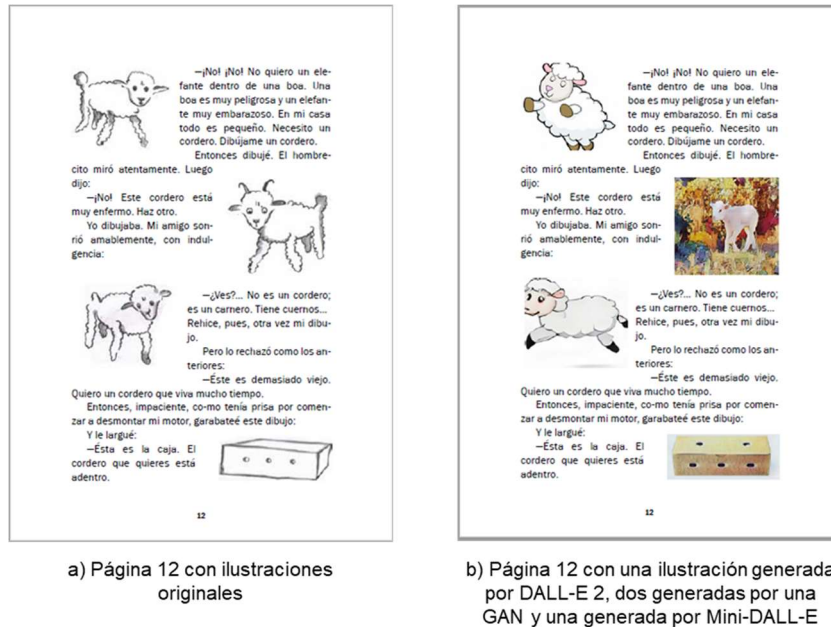 —¡No! ¡No! No quiero un ele-
fante dentro de una boa. Una
boa es muy peligrosa y un elefan-
te muy embarazoso. En mi casa
todo es pequeño. Necesito un
cordero. Dibújame un cordero.
Entonces dibujé. El hombre-
cito miró atentamente. Luego
dijo:
—¡No! Este cordero está
muy enfermo. Haz otro.
Yo dibujaba. Mi amigo son-
rió amablemente, con indul-
gencia:
—¿Ves?... No es un cordero;
es un carnero. Tiene cuernos...
Rehice, pues, otra vez mi dibu-
jo.
Pero lo rechazó como los an-
teriores:
—Éste es demasiado viejo.
Quiero un cordero que viva mucho tiempo.
Entonces, impaciente, co-mo tenía prisa por comen-
zar a desmontar mi motor, garabateé este dibujo:
Y le largué:
—Ésta es la caja. El
cordero que quieres está
adentro.
12
a) Página 12 con ilustraciones
originales
—¡No! ¡No! No quiero un ele-
fante dentro de una boa. Una
boa es muy peligrosa y un elefan-
te muy embarazoso. En mi casa
todo es pequeño. Necesito un
cordero. Dibújame un cordero.
Entonces dibujé. El hombre-
cito miró atentamente. Luego
dijo:
—¡No! Este cordero está
muy enfermo. Haz otro.
Yo dibujaba. Mi amigo son-
rió amablemente, con indul-
gencia:
—¿Ves?... No es un cordero;
es un carnero. Tiene cuernos...
Rehice, pues, otra vez mi dibu-
jo.
Pero lo rechazó como los an-
teriores:
—Éste es demasiado viejo.
Quiero un cordero que viva mucho tiempo.
Entonces, impaciente, co-mo tenía prisa por comen-
zar a desmontar mi motor, garabateé este dibujo:
Y le largué:
—Ésta es la caja. El
cordero que quieres está
adentro.
12
b) Página 12 con una ilustración generada
por DALL-E 2, dos generadas por una
GAN y una generada por Mini-DALL-E